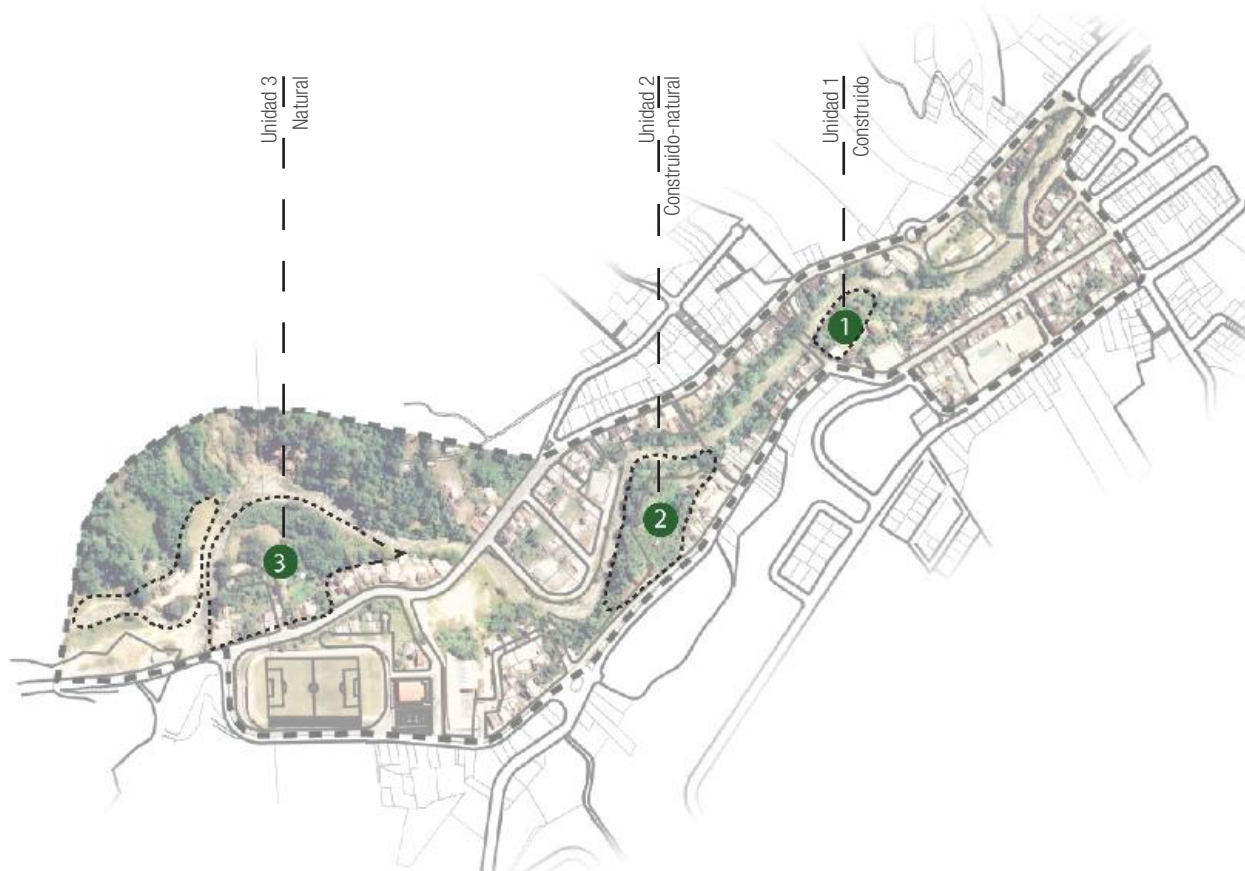 Unidad 3
Natural
Unidad 2
Construido-natural
Unidad 1
Construido
1
2
3